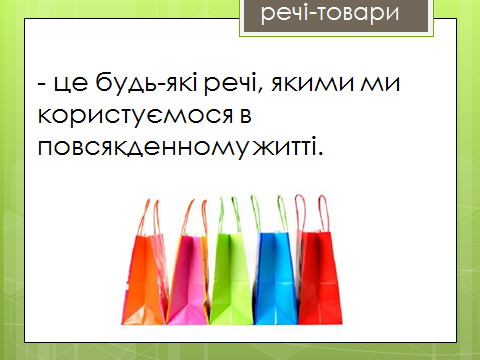 речі-товари
- це будь-які речі, якими ми
користуємося в
повсякденному житті.